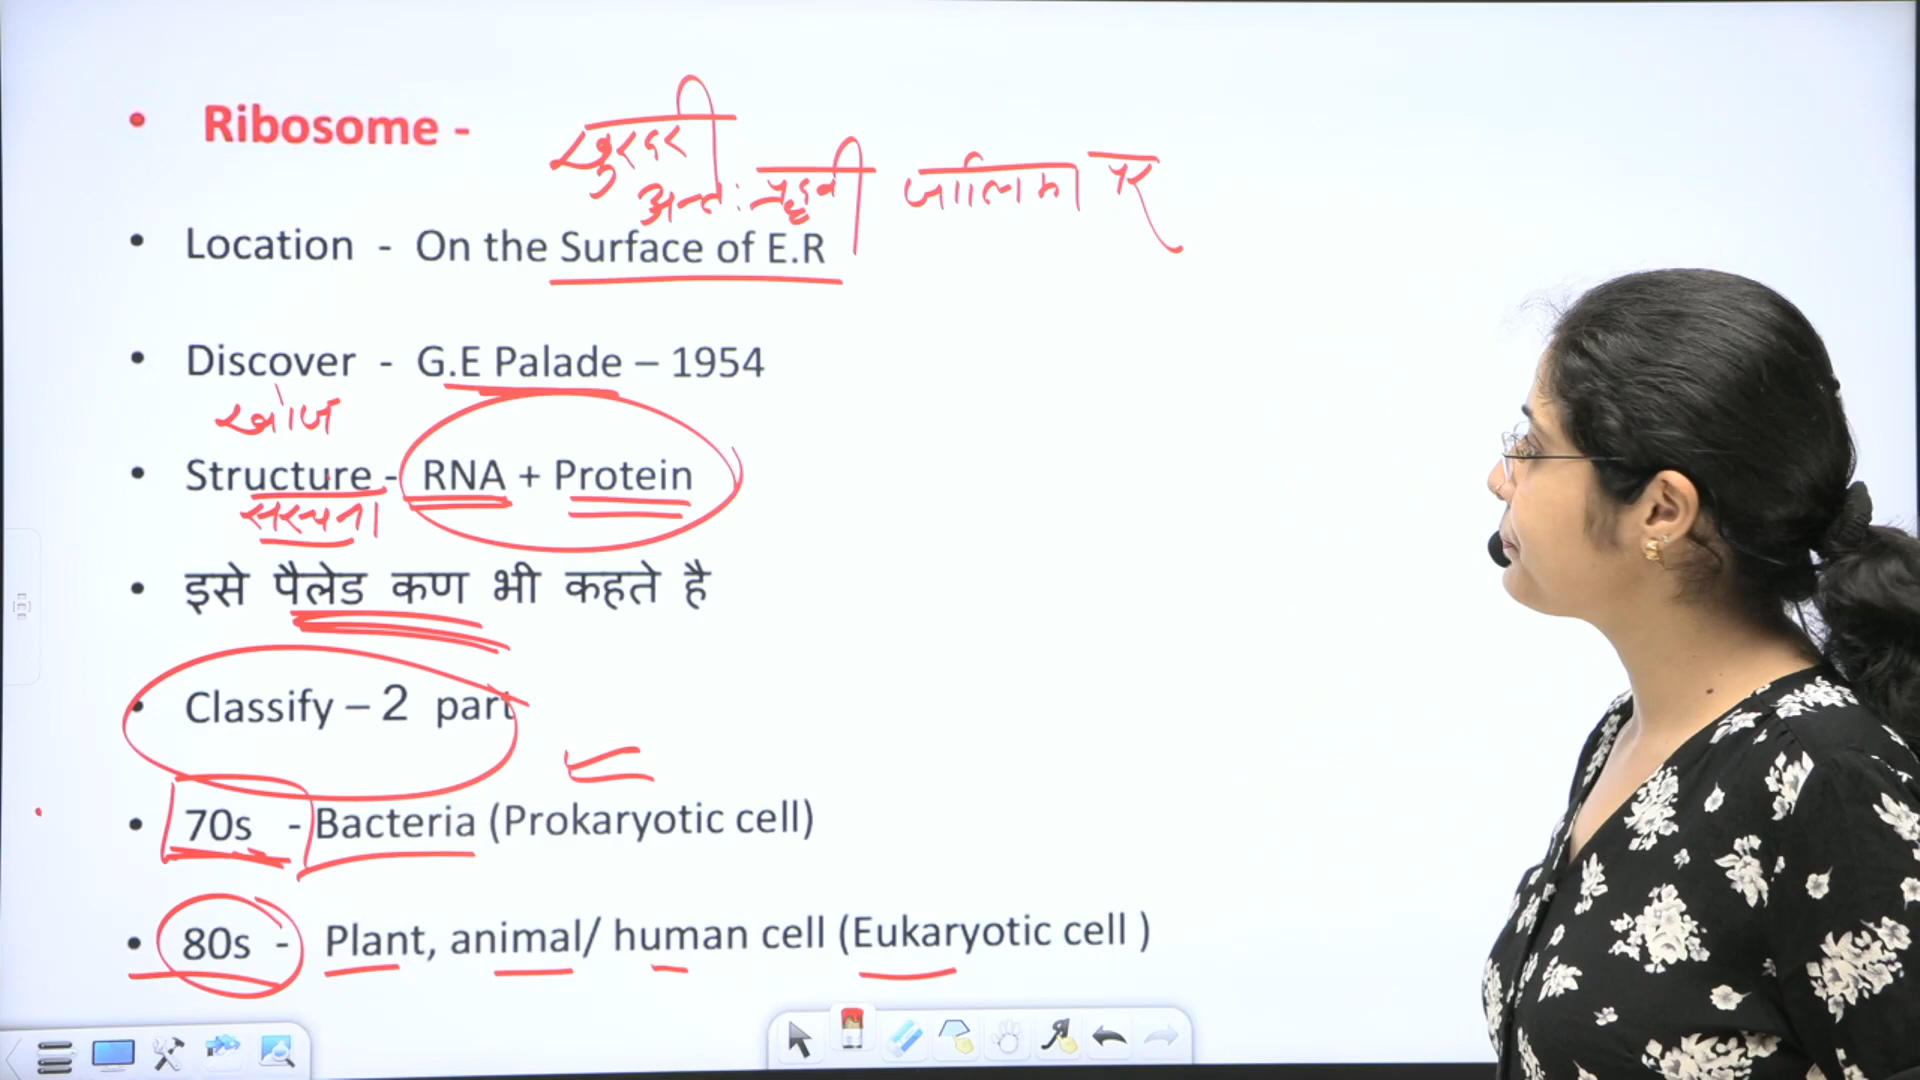 • Ribosome -
खुरदरी
अन्तः प्रद्रवी जालिका पर
• Location - On the Surface of E.R
• Discover - G.E Palade – 1954
खोज
• Structure - RNA + Protein
संरचना
• इसे पैलेड कण भी कहते है
• Classify – 2 part
• 70s - Bacteria (Prokaryotic cell)
• 80s - Plant, animal/ human cell (Eukaryotic cell )